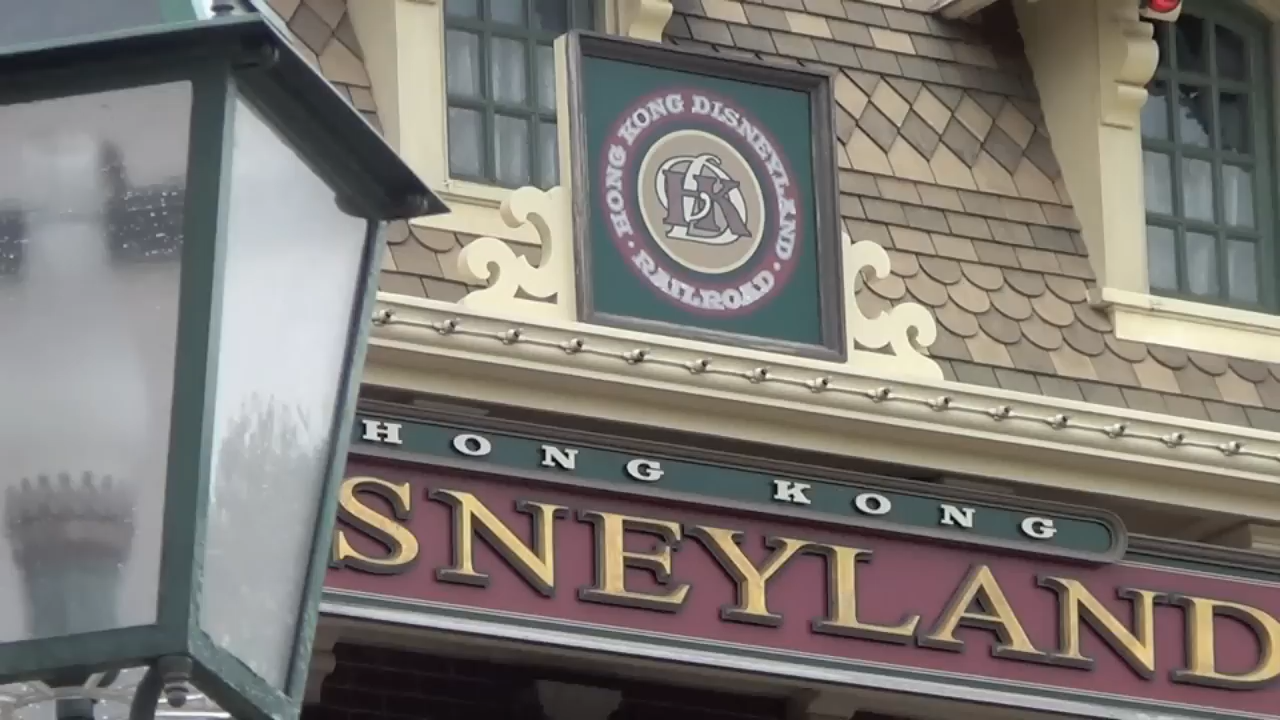 HONG KONG DISNEYLAND
· RAILROAD ·
HONG KONG
SNEYLAND